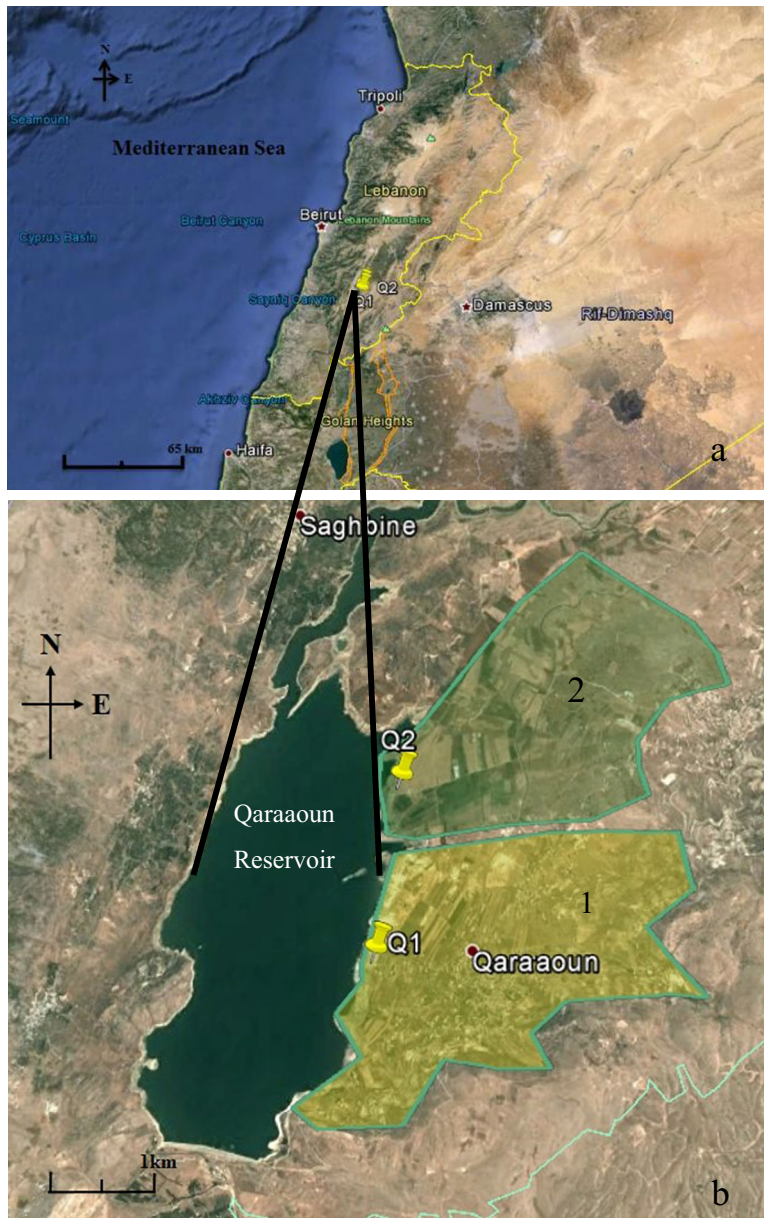 N
E
Seamount
Tripoli
Mediterranean Sea
Lebanon
Beirut Canyon
Beirut
Lebanon Mountains
Cyprus Basin
Q2
Sayniq Canyon
Q1
Damascus
Rif-Dimashq
Akhziv Canyon
Golan Heights
Haifa
65 km
a
Saghbine
N
E
2
Q2
Qaraaoun
Reservoir
1
Q1
Qaraaoun
1km
b